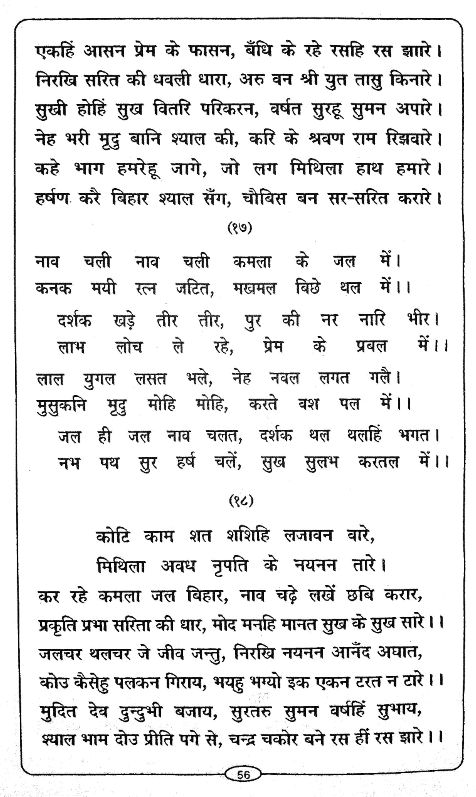 एकहिं आसन प्रेम के फासन, बँधि के रहे रसहि रस झारे।
निरखि सरित की धवली धारा, अरु वन श्री युत तासु किनारे।
सुखी होहिं सुख वितरि परिकरन, वर्षत सुरहू सुमन अपारे।
नेह भरी मृदु बानि श्याल की, करि के श्रवण राम रिझवारे।
कहे भाग हमरेहू जागे, जो लग मिथिला हाथ हमारे।
हर्षण करै बिहार श्याल सँग, चौबिस बन सर-सरित करारे।
(१७)
नाव चली नाव चली कमला के जल में।
कनक मयी रत्न जटित, मखमल विछे थल में।।
दर्शक खड़े तीर तीर, पुर की नर नारि भीर।
लाभ लोच ले रहे, प्रेम के प्रबल में।।
लाल युगल लसत भले, नेह नवल लगत गलै।
मुसुकनि मृदु मोहि मोहि, करते वश पल में।।
जल ही जल नाव चलत, दर्शक थल थलहिं भगत।
नभ पथ सुर हर्ष चलें, सुख सुलभ करतल में।।
(१८)
कोटि काम शत शशिहि लजावन वारे,
मिथिला अवध नृपति के नयनन तारे।
कर रहे कमला जल बिहार, नाव चढ़े लखें छबि करार,
प्रकृति प्रभा सरिता की धार, मोद मनहि मानत सुख के सुख सारे।।
जलचर थलचर जे जीव जन्तु, निरखि नयनन आनँद अघात,
कोउ कैसेहु पलकन गिराय, भयहु भग्यो इक एकन टरत न टारे।।
मुदित देव दुन्दुभी बजाय, सुरतरु सुमन वर्षहिं सुभाय,
श्याल भाम दोउ प्रीति पगे से, चन्द्र चकोर बने रस हीं रस झारे।।
56